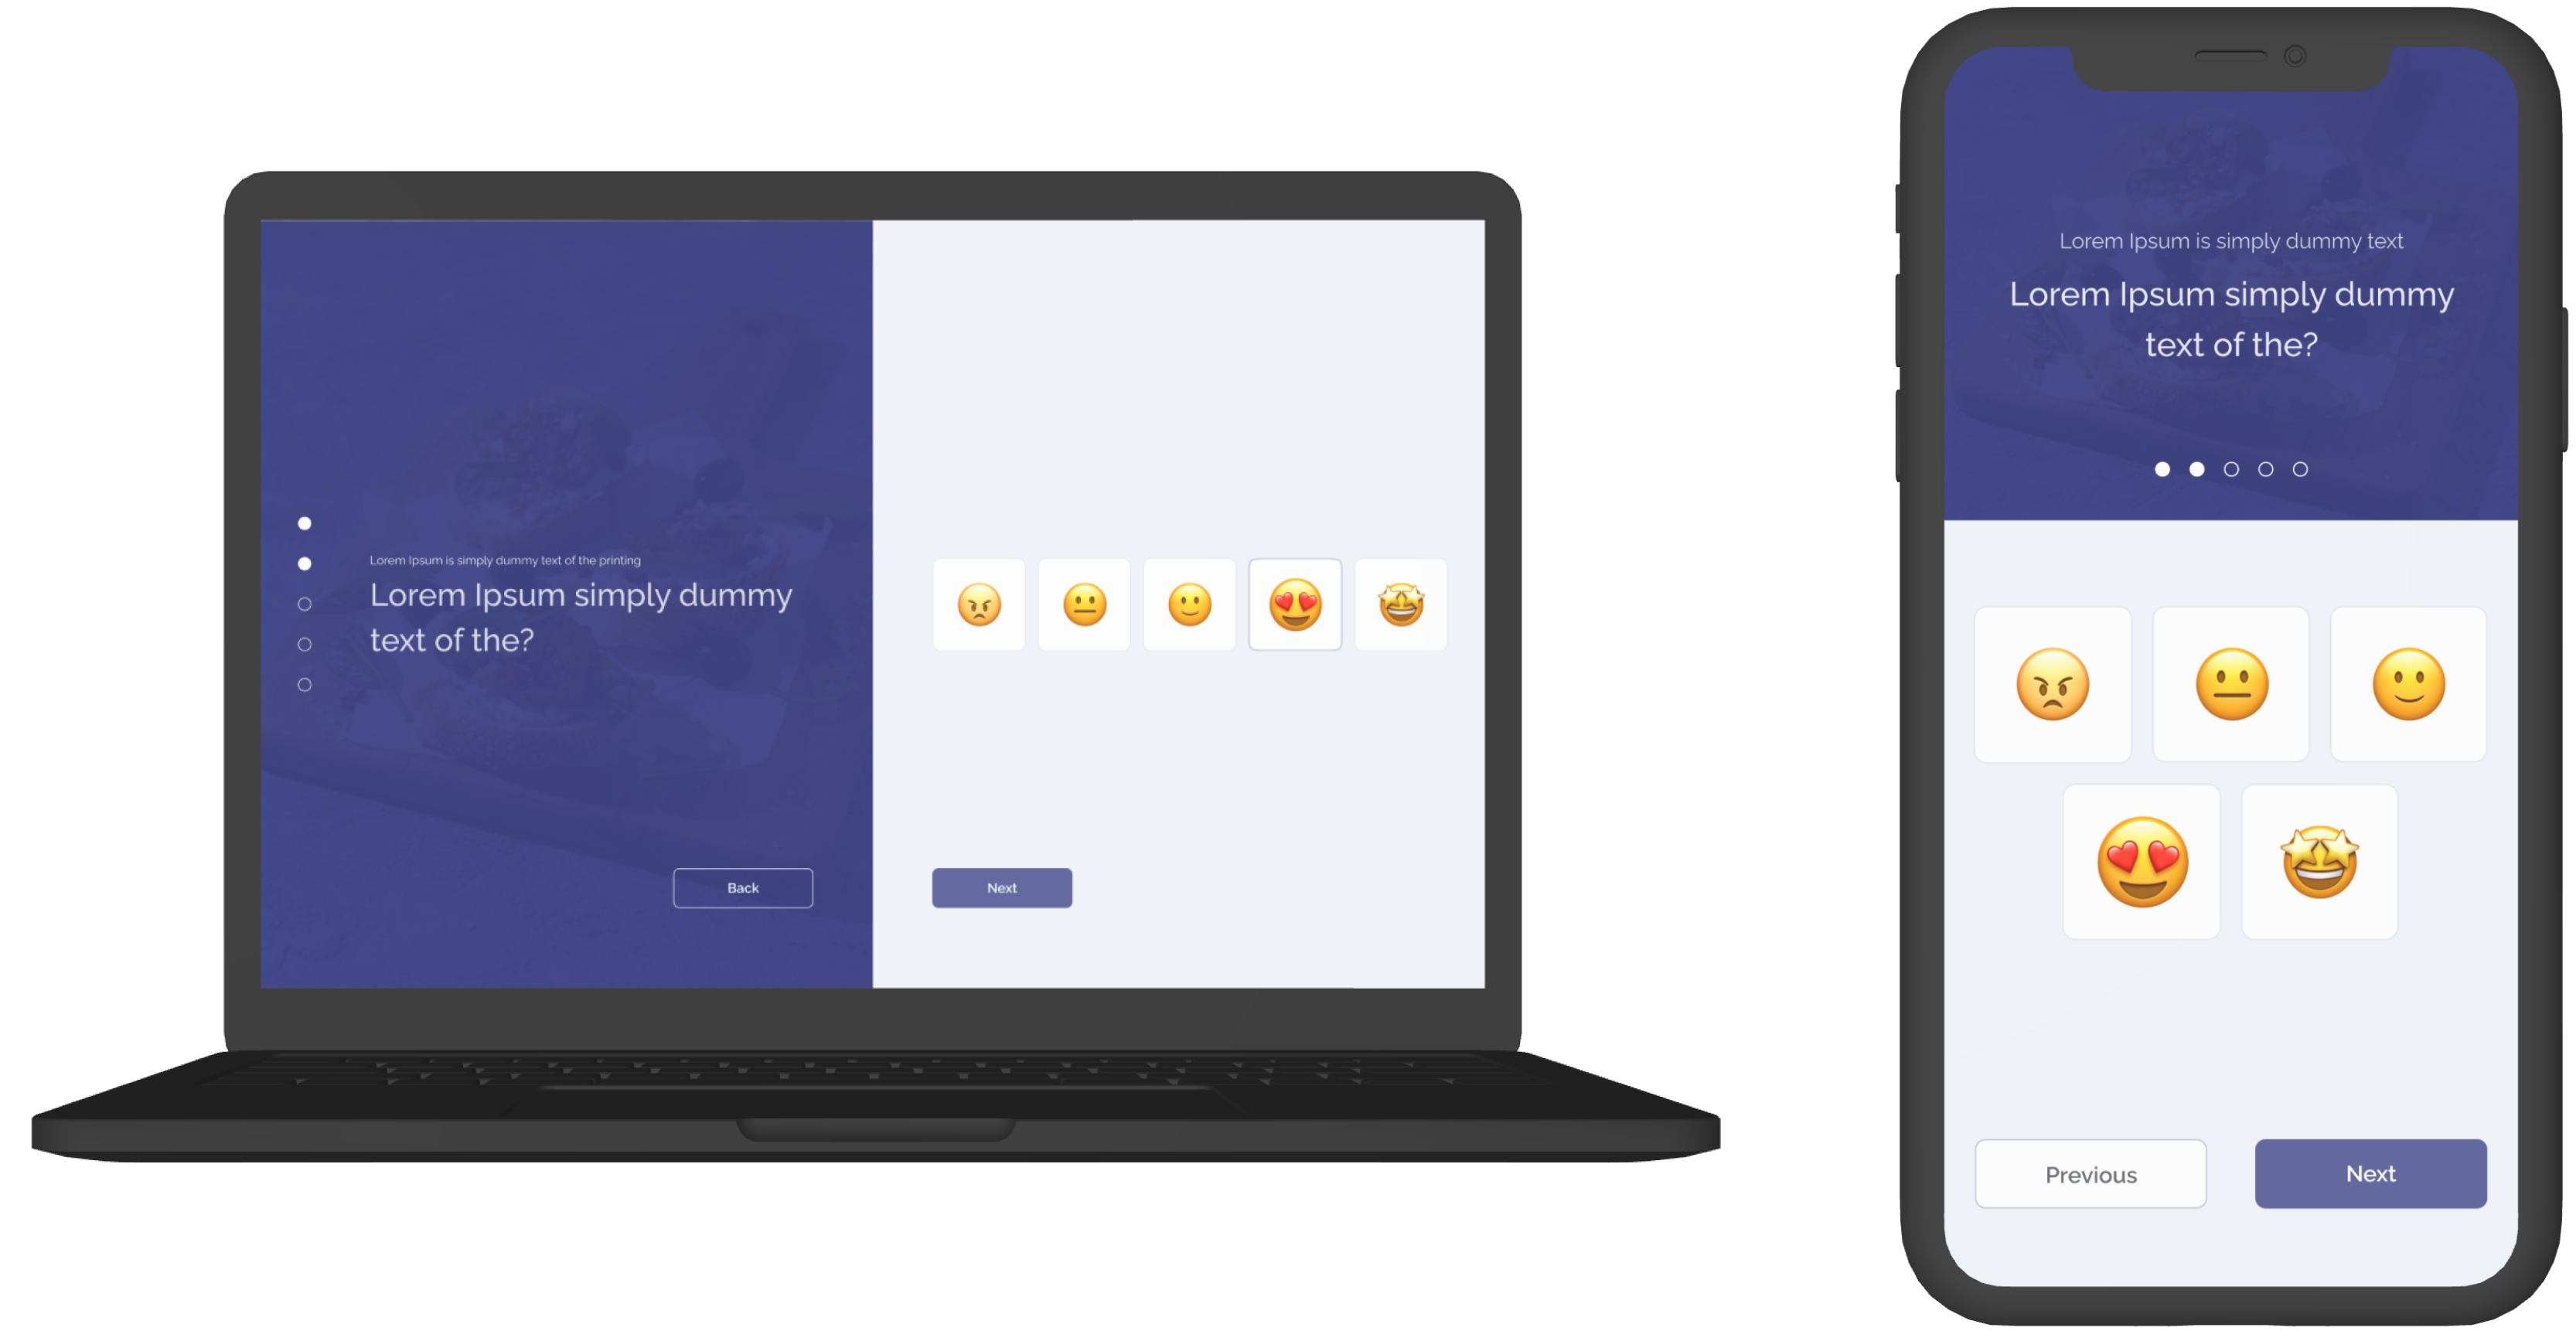 Lorem Ipsum is simply dummy text of the printing
Lorem Ipsum simply dummy
text of the?
Back
Next
Lorem Ipsum is simply dummy text
Lorem Ipsum simply dummy
text of the?
Previous
Next